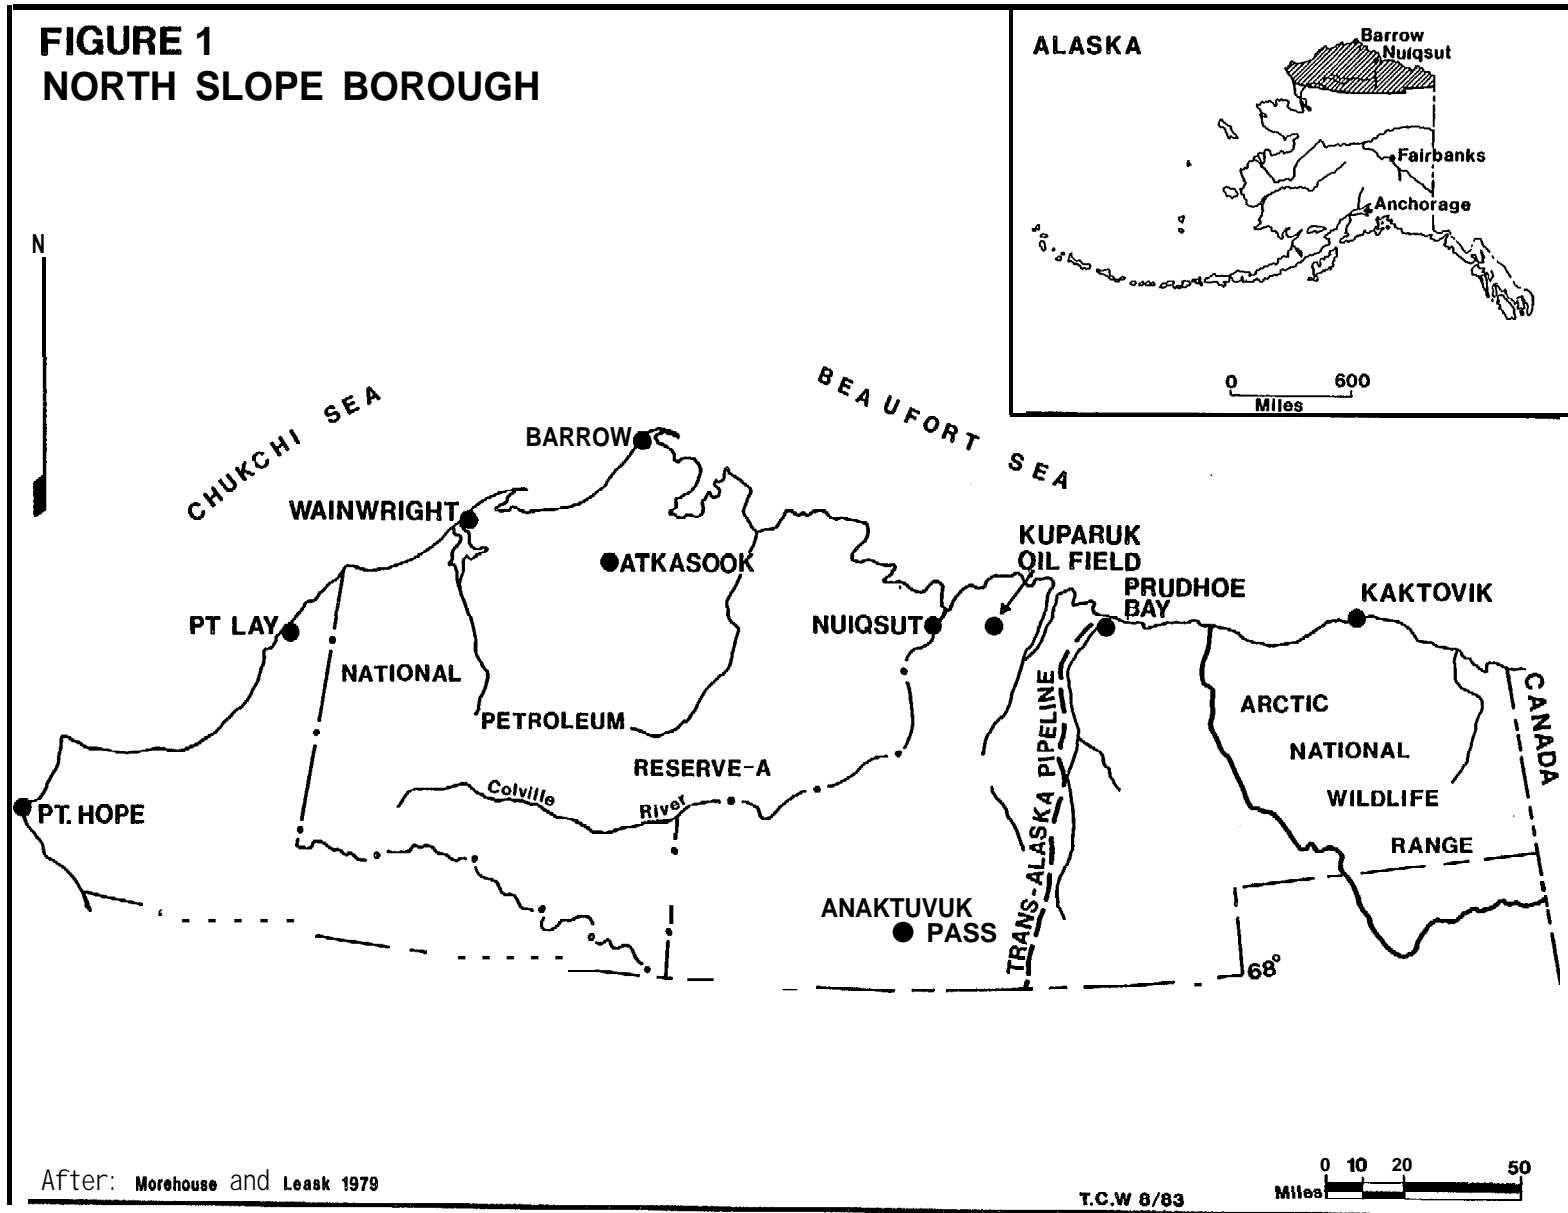 FIGURE 1
NORTH SLOPE BOROUGH
ALASKA
Barrow
Nuiqsut
Fairbanks
Anchorage
0 600
Miles
N
CHUKCHI SEA
BEAUFORT SEA
BARROW
WAINWRIGHT
ATKASOOK
KUPARUK
OIL FIELD
PRUDHOE
BAY
KAKTOVIK
PT LAY
NUIQSUT
NATIONAL
PETROLEUM
RESERVE-A
Colville River
TRANS-ALASKA PIPELINE
ARCTIC
NATIONAL
WILDLIFE
RANGE
CANADA
PT. HOPE
ANAKTUVUK
PASS
68°
After: Morehouse and Leask 1979
T.C.W 8/83
0 10 20 50
Miles